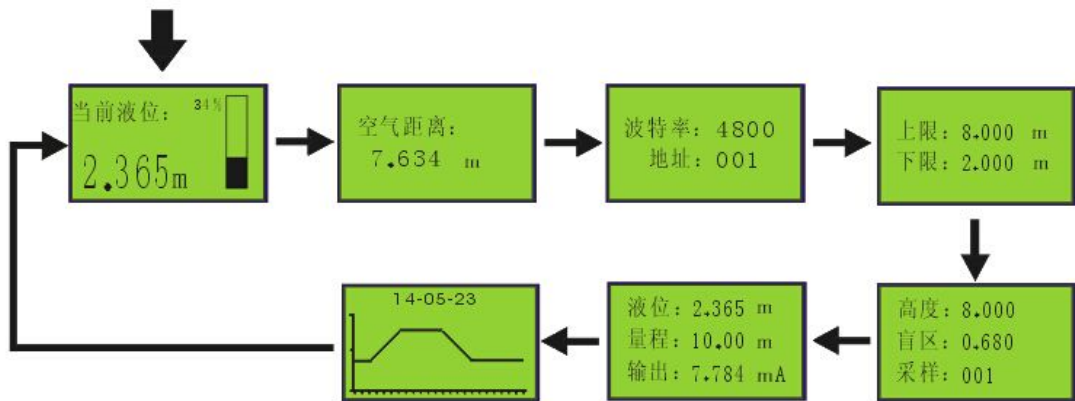 当前液位:
34%
2.365m
空气距离:
7.634 m
波特率: 4800
地址: 001
上限: 8.000 m
下限: 2.000 m
高度: 8.000
盲区: 0.680
采样: 001
液位: 2.365 m
量程: 10.00 m
输出: 7.784 mA
14-05-23